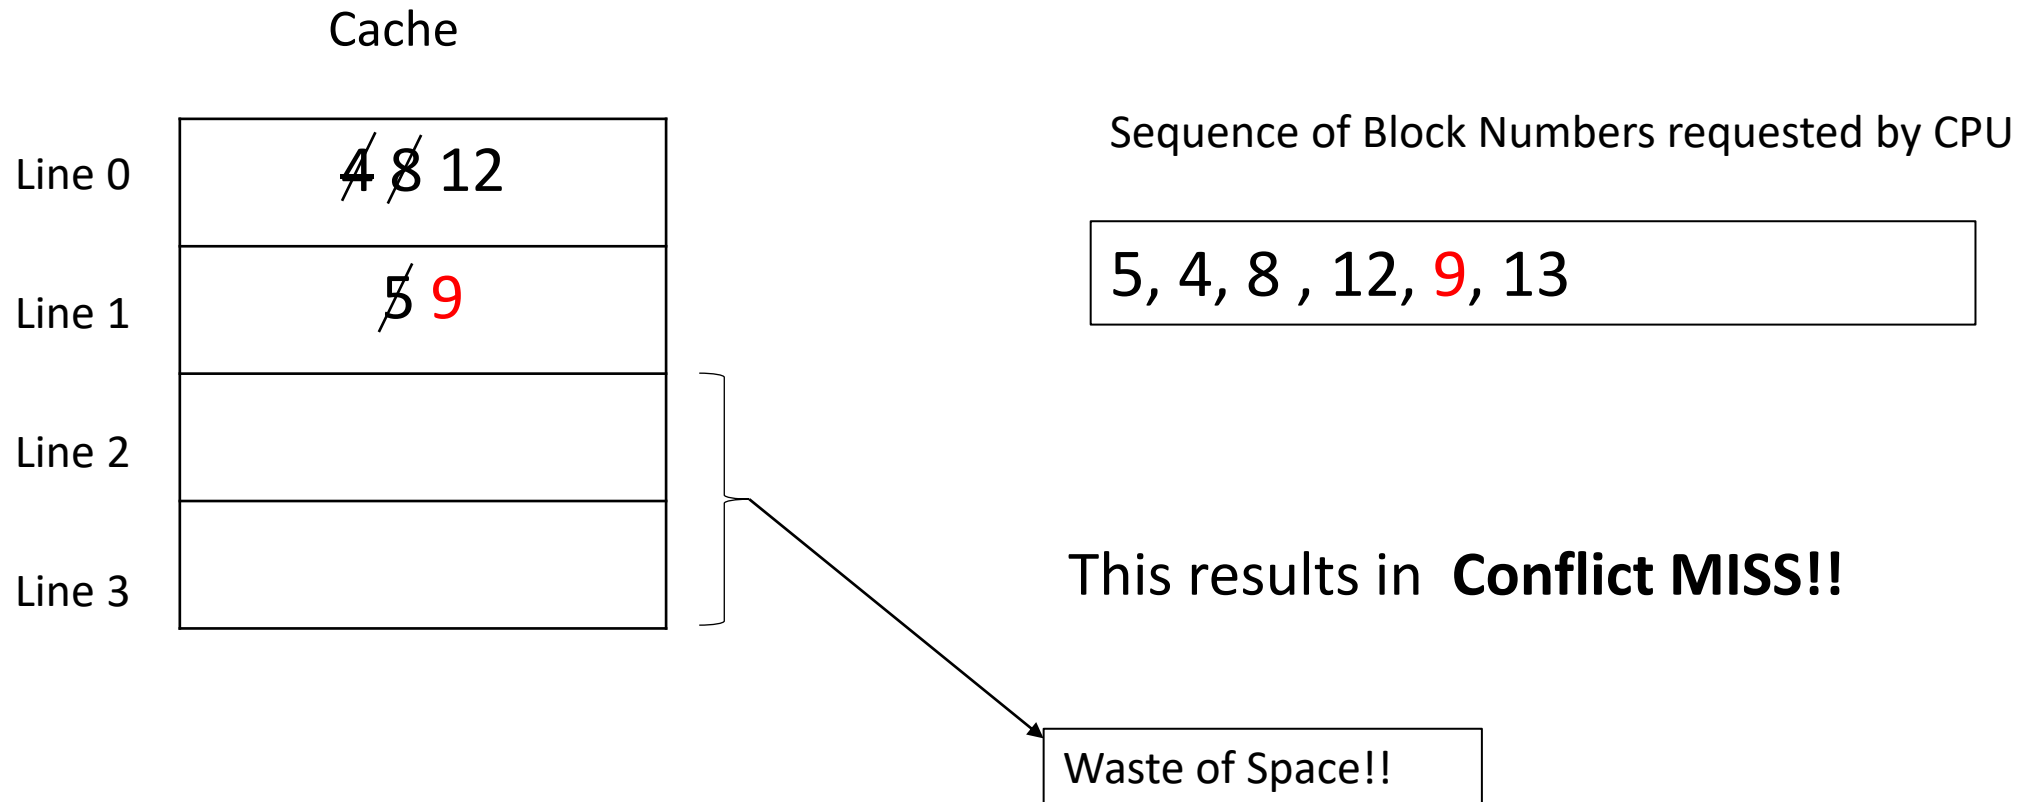 Cache
Sequence of Block Numbers requested by CPU
Line 0
4 8 12
5, 4, 8 , 12, 9, 13
Line 1
5 9
Line 2
Line 3
This results in Conflict MISS!!
Waste of Space!!